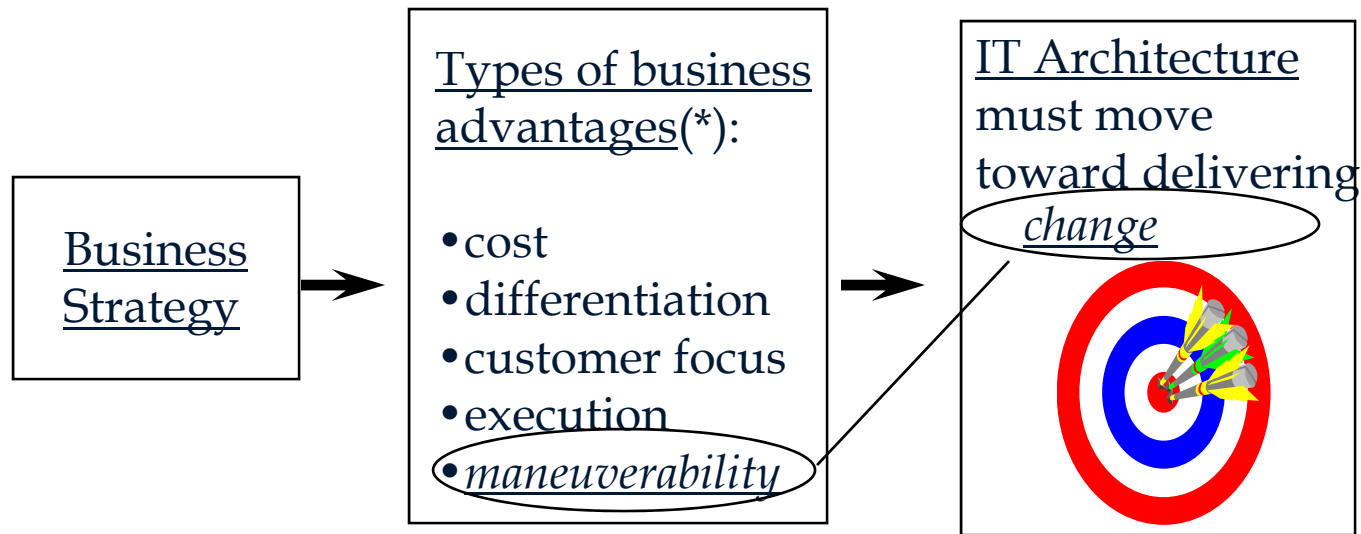 Business
Strategy
Types of business
advantages(*):
•cost
•differentiation
•customer focus
•execution
•maneuverability
IT Architecture
must move
toward delivering
change